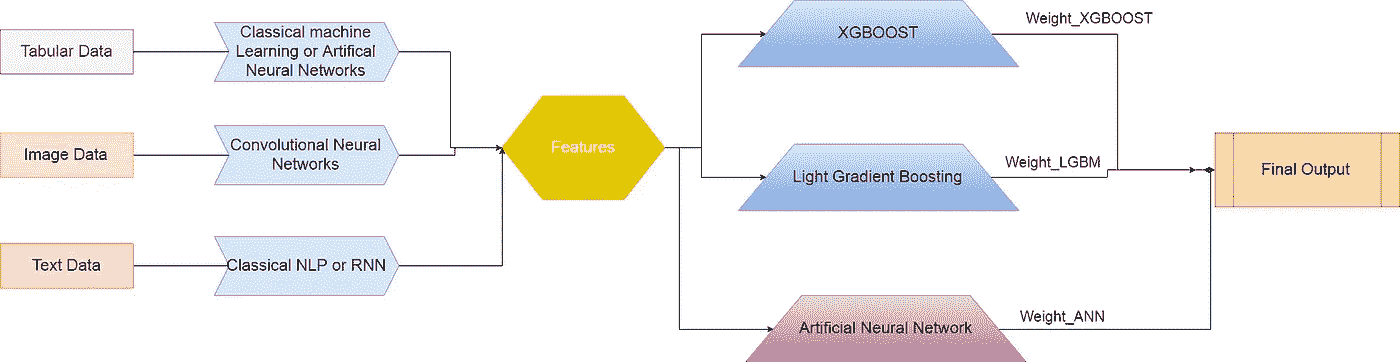 Tabular Data
Classical machine
Learning or Artifical
Neural Networks
Image Data
Convolutional Neural
Networks
Text Data
Classical NLP or RNN
Features
XGBOOST
Weight_XGBOOST
Light Gradient Boosting
Weight_LGBM
Artificial Neural Network
Weight_ANN
Final Output